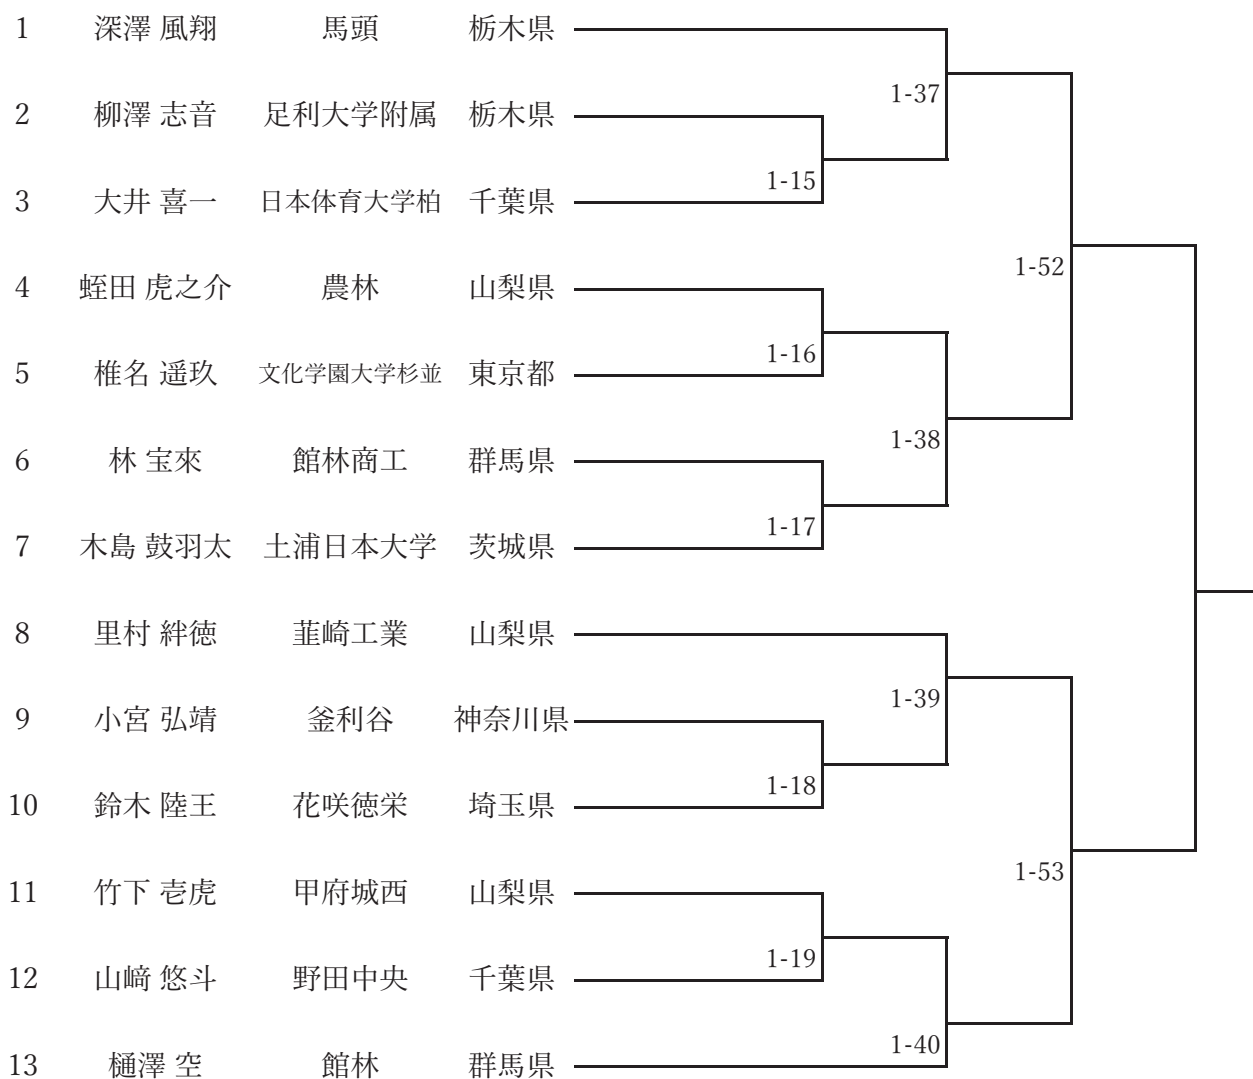 1 深澤 風翔 馬頭 栃木県
1-37
2 柳澤 志音 足利大学附属 栃木県
1-15
3 大井 喜一 日本体育大学柏 千葉県
1-52
4 蛭田 虎之介 農林 山梨県
1-16
5 椎名 遥玖 文化学園大学杉並 東京都
1-38
6 林 宝來 館林商工 群馬県
1-17
7 木島 鼓羽太 土浦日本大学 茨城県
8 里村 絆徳 韮崎工業 山梨県
1-39
9 小宮 弘靖 釜利谷 神奈川県
1-18
10 鈴木 陸王 花咲徳栄 埼玉県
1-53
11 竹下 壱虎 甲府城西 山梨県
1-19
12 山﨑 悠斗 野田中央 千葉県
1-40
13 樋澤 空 館林 群馬県